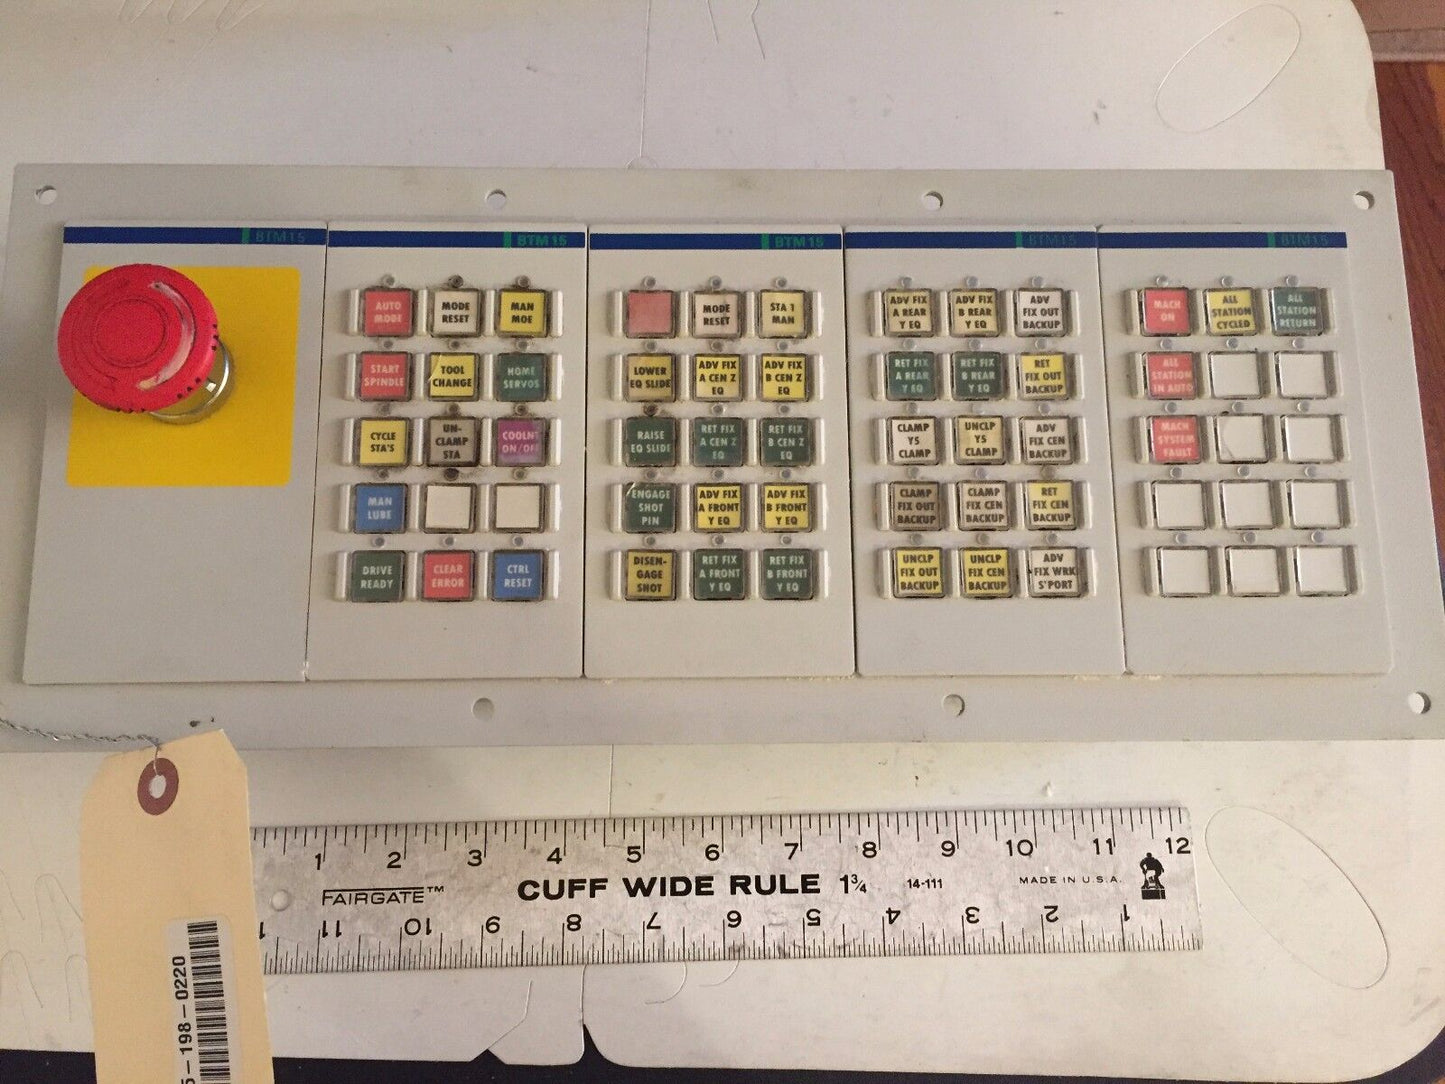 BTM15
BTM15
BTM15
BTM15
BTM15
AUTO
MODE
MODE
RESET
MAN
MOE
START
SPINDLE
TOOL
CHANGE
HOME
SERVOS
CYCLE
STA'S
UN-
CLAMP
STA
COOLNT
ON/OFF
MAN
LUBE
DRIVE
READY
CLEAR
ERROR
CTRL
RESET
MODE
RESET
STA 1
MAN
LOWER
EQ SLIDE
ADV FIX
A CEN Z
EQ
ADV FIX
B CEN Z
EQ
RAISE
EQ SLIDE
RET FIX
A CEN Z
EQ
RET FIX
B CEN Z
EQ
ENGAGE
SHOT
PIN
ADV FIX
A FRONT
Y EQ
ADV FIX
B FRONT
Y EQ
DISEN-
GAGE
SHOT
RET FIX
A FRONT
Y EQ
RET FIX
B FRONT
Y EQ
ADV FIX
A REAR
Y EQ
ADV FIX
B REAR
Y EQ
ADV
FIX OUT
BACKUP
RET FIX
A REAR
Y EQ
RET FIX
B REAR
Y EQ
RET
FIX OUT
BACKUP
CLAMP
YS
CLAMP
UNCLP
YS
CLAMP
ADV
FIX CEN
BACKUP
CLAMP
FIX OUT
BACKUP
CLAMP
FIX CEN
BACKUP
RET
FIX CEN
BACKUP
UNCLP
FIX OUT
BACKUP
UNCLP
FIX CEN
BACKUP
ADV
FIX WRK
S'PORT
MACH
ON
ALL
STATION
CYCLED
ALL
STATION
RETURN
ALL
STATION
IN AUTO
MACH
SYSTEM
FAULT
1 2 3 4 5 6 7 8 9 10 11 12
FAIRGATE™ CUFF WIDE RULE 1 3/4 14-111 MADE IN U.S.A.
11 10 9 8 7 6 5 4 3 2 1
5-198-0220